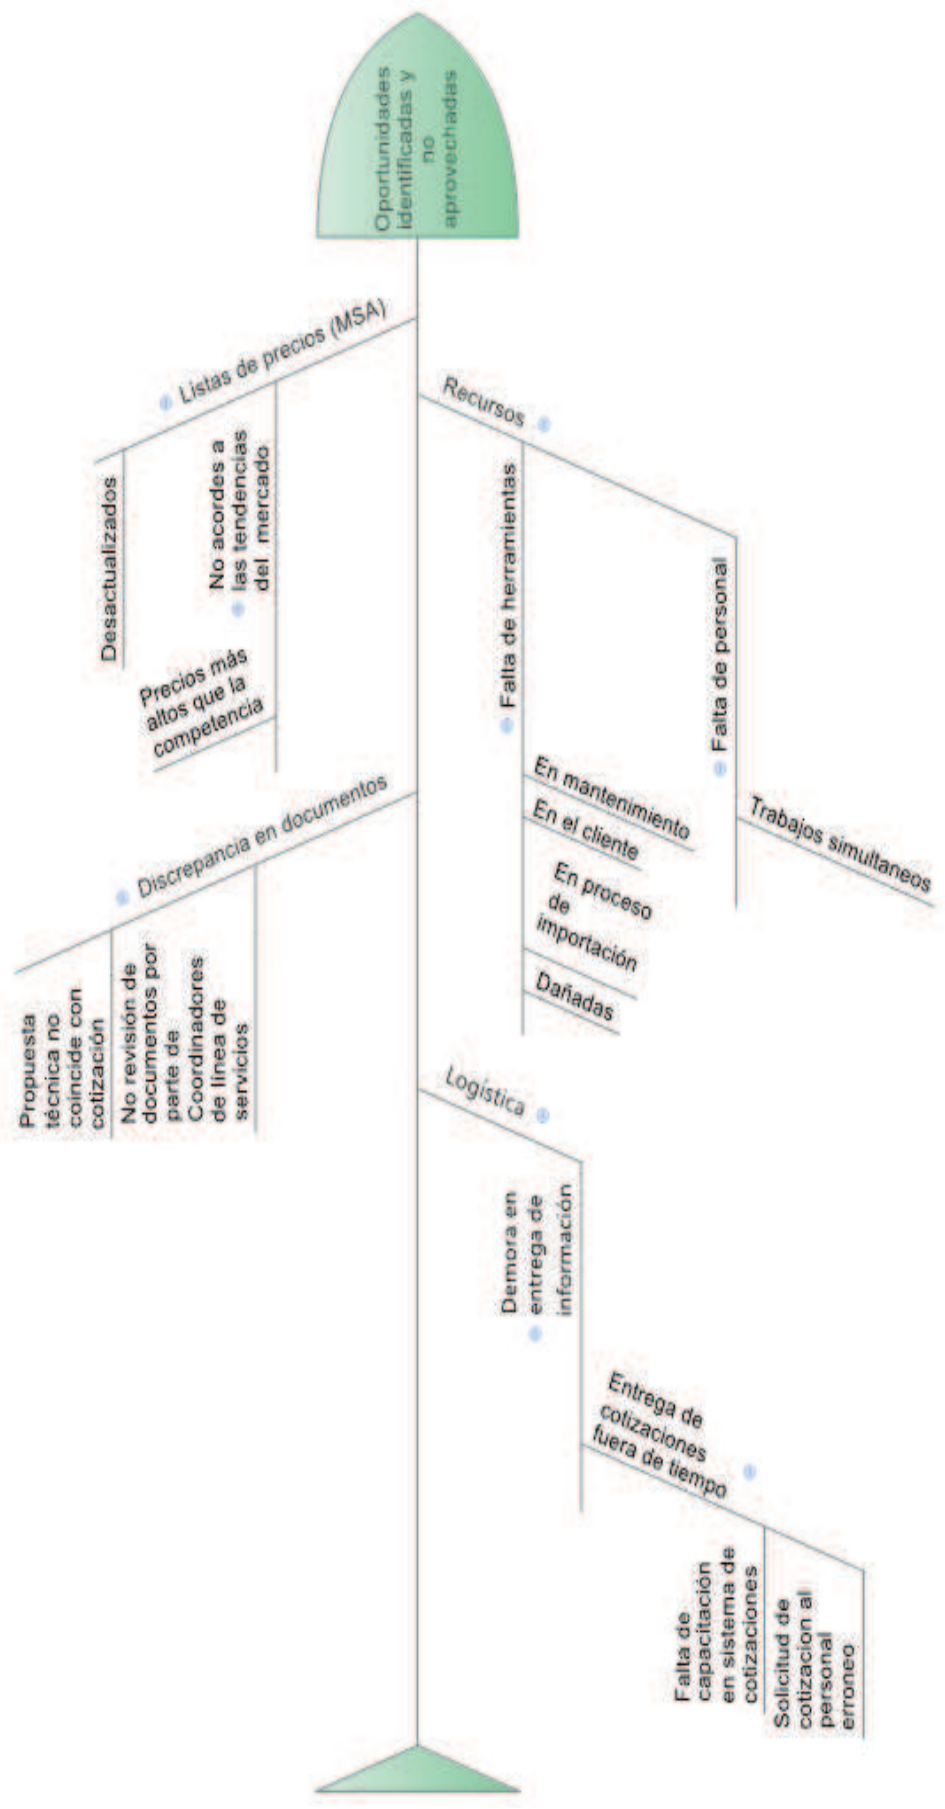 Oportunidades
identificadas y
no
aprovechadas
Listas de precios (MSA)
Desactualizados
No acordes a
las tendencias
del mercado
Precios más
altos que la
competencia
Recursos
Falta de herramientas
En mantenimiento
En el cliente
En proceso
de
importación
Dañadas
Falta de personal
Trabajos simultaneos
Discrepancia en documentos
Propuesta
técnica no
coincide con
cotización
No revisión de
documentos por
parte de
Coordinadores
de línea de
servicios
Logística
Demora en
entrega de
información
Entrega de
cotizaciones
fuera de tiempo
Falta de
capacitación
en sistema de
cotizaciones
Solicitud de
cotizacion al
personal
erroneo